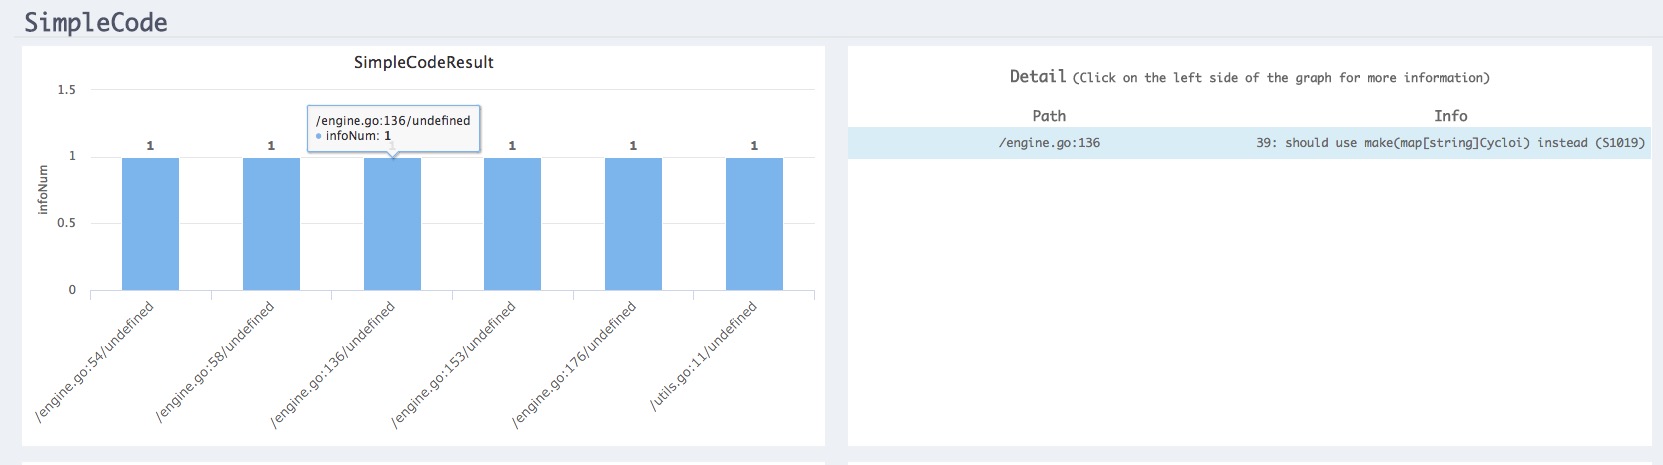 SimpleCode
SimpleCodeResult
infoNum
1.5
1
0.5
0
/engine.go:136/undefined
infoNum: 1
1
1
1
1
1
1
/engine.go:54/undefined
/engine.go:58/undefined
/engine.go:136/undefined
/engine.go:153/undefined
/engine.go:176/undefined
/utils.go:11/undefined
Detail (Click on the left side of the graph for more information)
Path Info
/engine.go:136 39: should use make(map[string]Cycloi) instead (S1019)